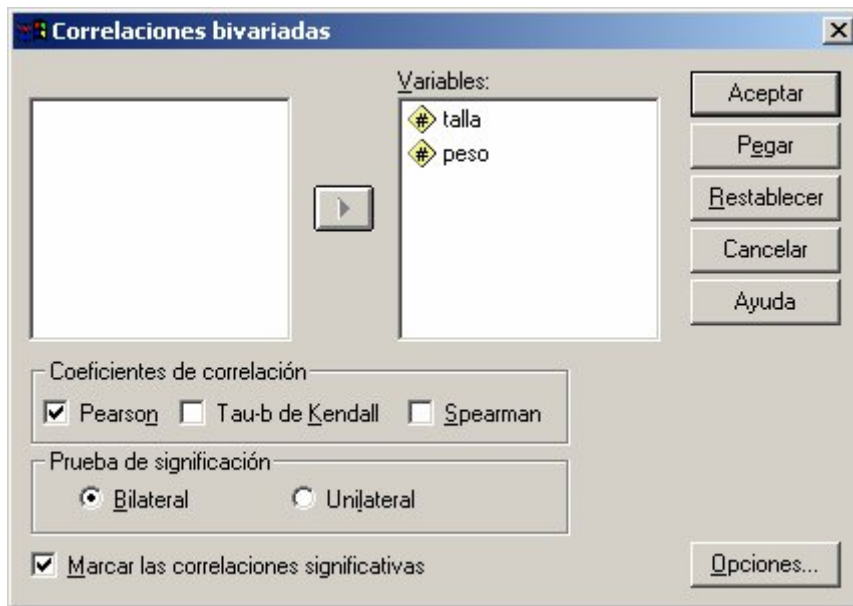 Correlaciones bivariadas
Variables:
# talla
# peso
Aceptar
Pegar
Restablecer
Cancelar
Ayuda
Coeficientes de correlación
Pearson Tau-b de Kendall Spearman
Prueba de significación
Bilateral Unilateral
Marcar las correlaciones significativas
Opciones...